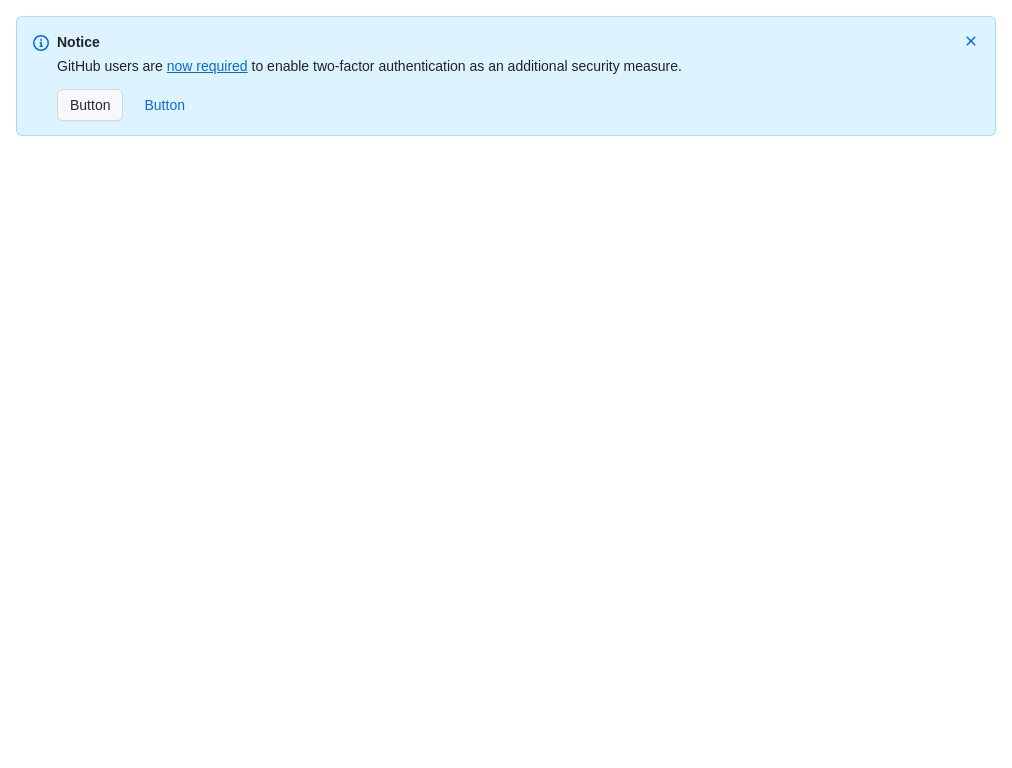 Notice
GitHub users are now required to enable two-factor authentication as an additional security measure.
Button Button